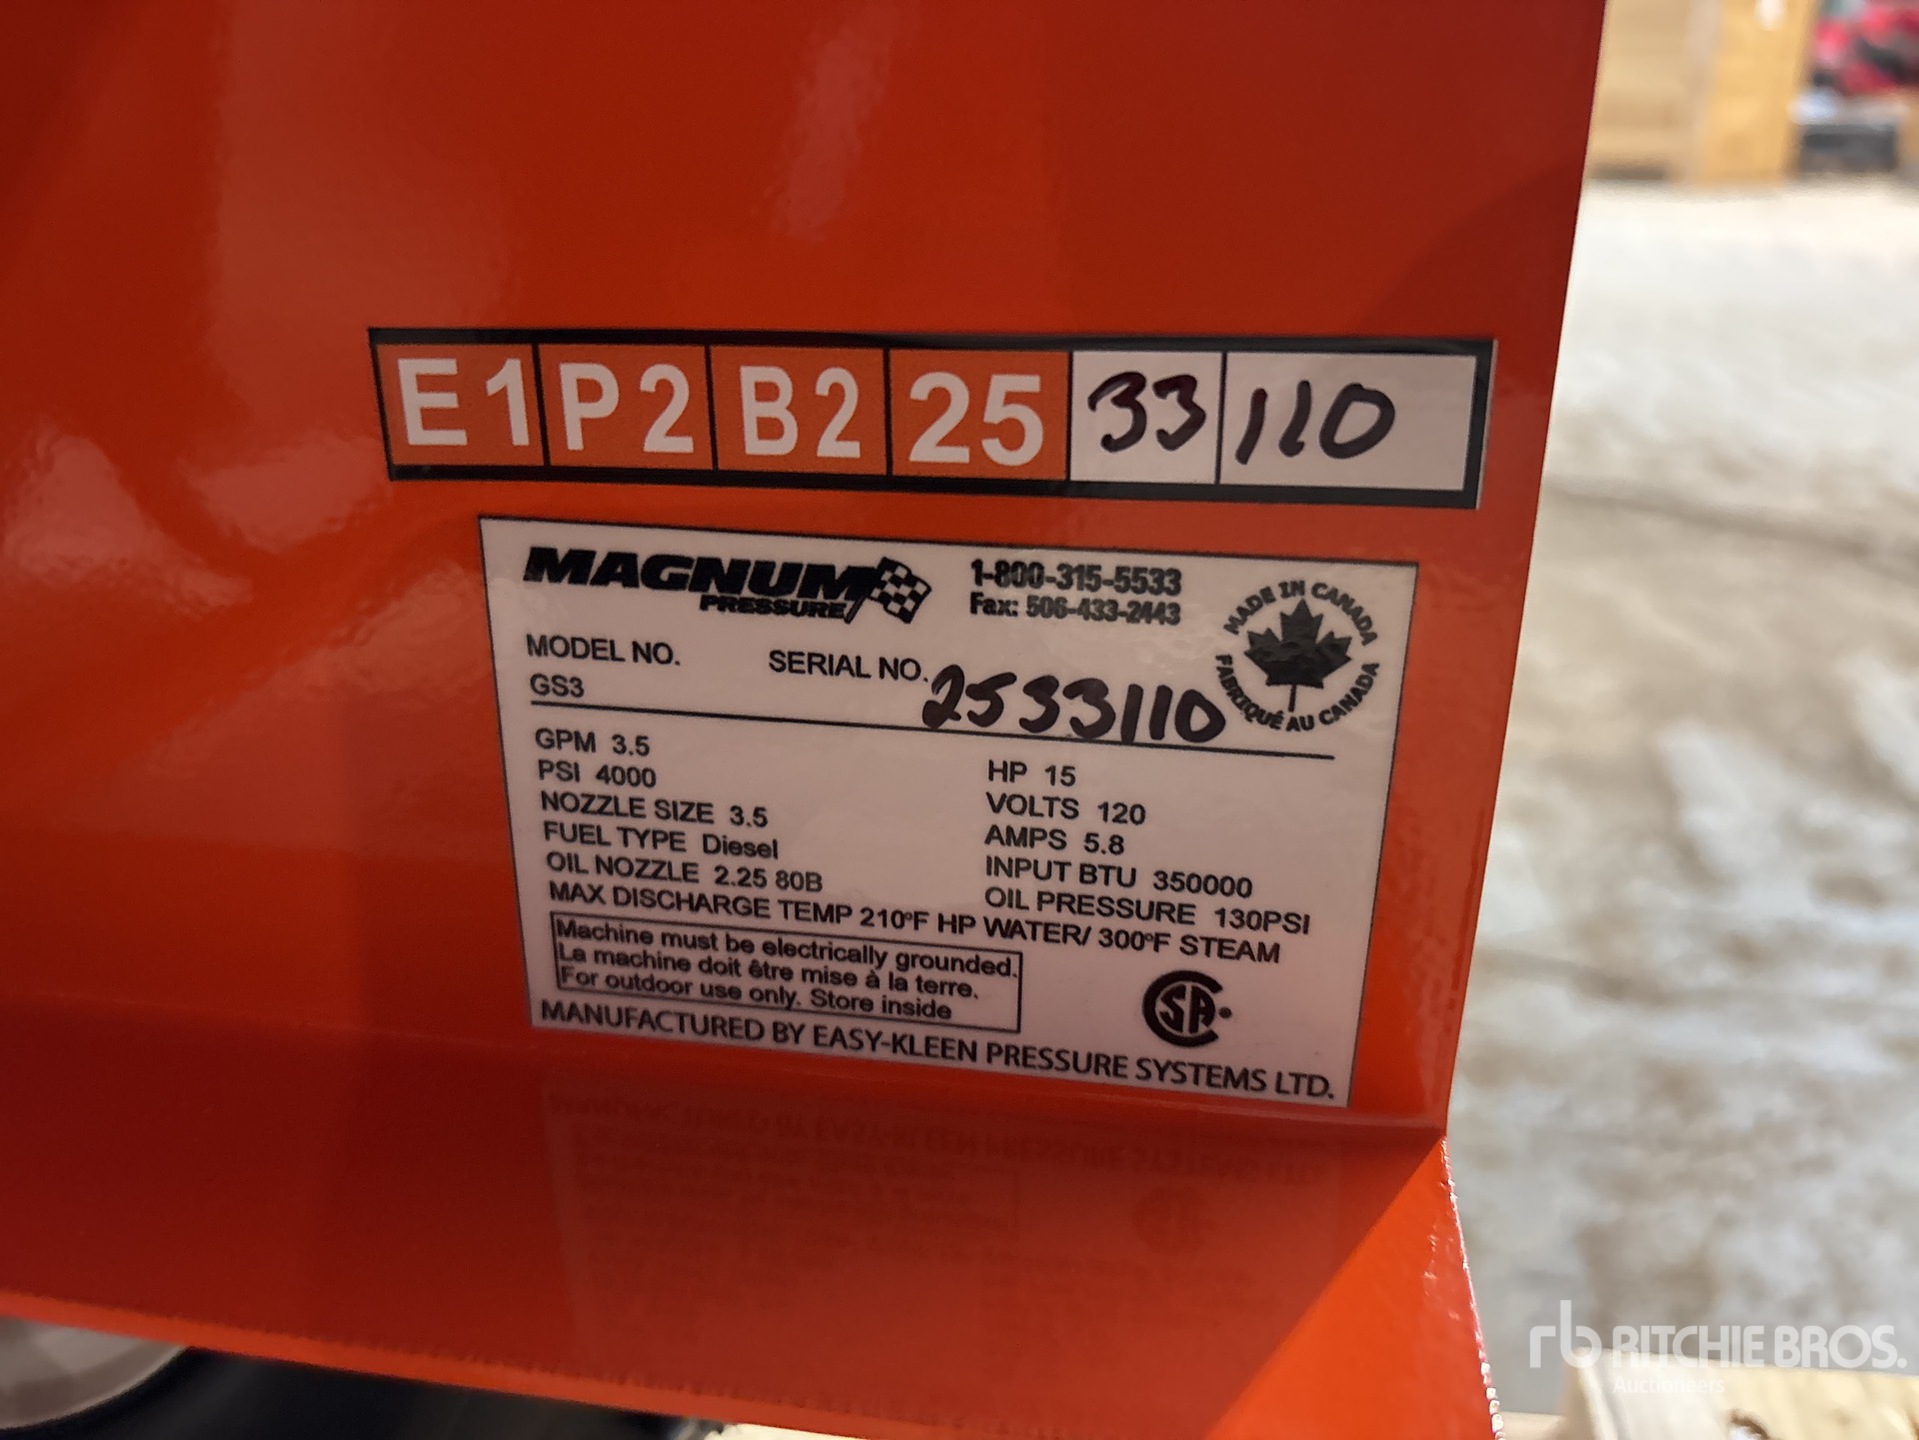 E1 P2 B2 25 33 110
MAGNUM
PRESSURE
1-800-315-5533
Fax: 506-433-2443
MADE IN CANADA
FABRIQUÉ AU CANADA
MODEL NO.
GS3
SERIAL NO. 2533110
GPM 3.5
PSI 4000
NOZZLE SIZE 3.5
FUEL TYPE Diesel
OIL NOZZLE 2.25 80B
HP 15
VOLTS 120
AMPS 5.8
INPUT BTU 350000
OIL PRESSURE 130PSI
MAX DISCHARGE TEMP 210ºF HP WATER/ 300ºF STEAM
Machine must be electrically grounded.
La machine doit être mise à la terre.
For outdoor use only. Store inside
CSA
MANUFACTURED BY EASY-KLEEN PRESSURE SYSTEMS LTD.
rb RITCHIE BROS.
Auctioneers